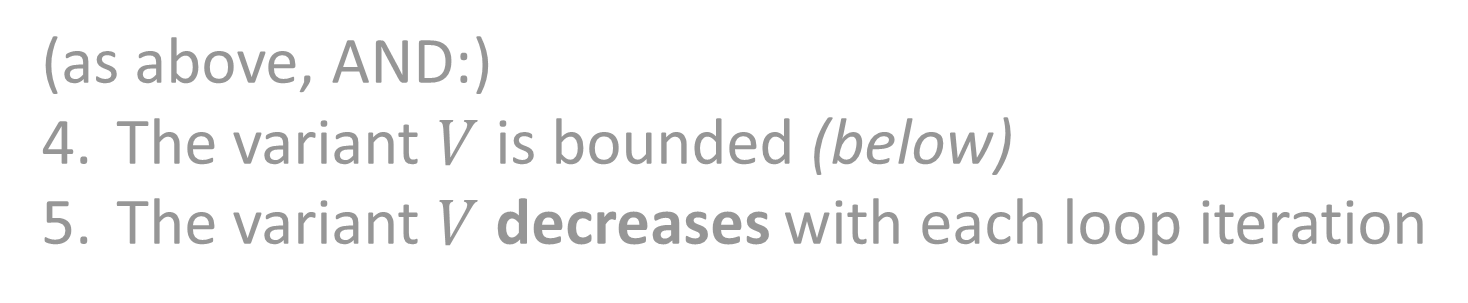 (as above, AND:)
4. The variant V is bounded (below)
5. The variant V decreases with each loop iteration